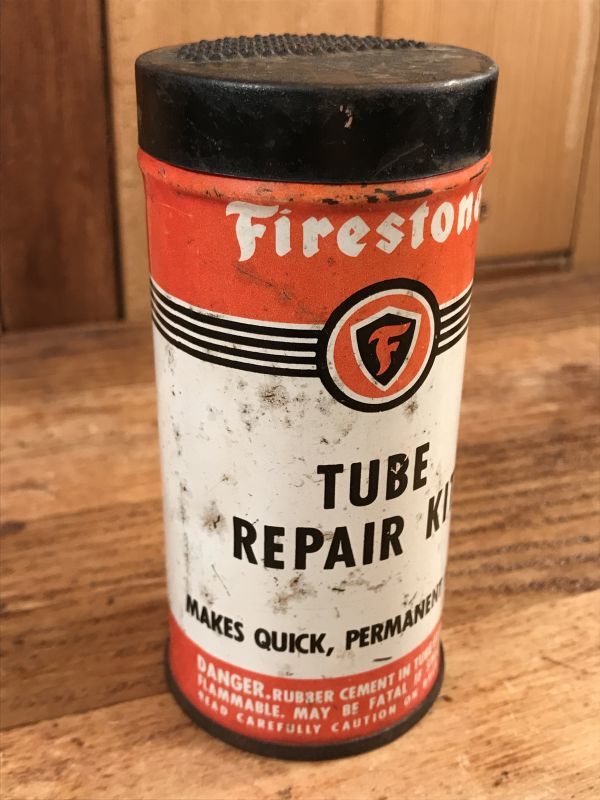 Firestone
F
TUBE
REPAIR KIT
MAKES QUICK, PERMANENT
DANGER. RUBBER CEMENT IN TUBE
FLAMMABLE. MAY BE FATAL IF
READ CAREFULLY CAUTION ON